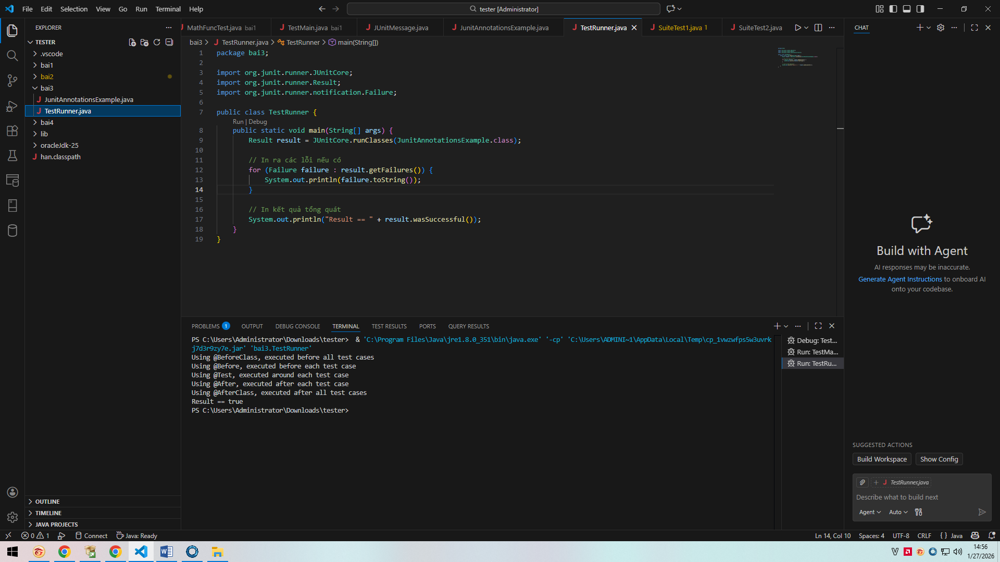 File Edit Selection View Go Run Terminal Help
tester [Administrator]
EXPLORER
TESTER
.vscode
bai1
bai2
bai3
JunitAnnotationsExample.java
TestRunner.java
bai4
lib
oracleJdk-25
han.classpath
OUTLINE
TIMELINE
JAVA PROJECTS
MathFuncTest.java bai1
TestMain.java bai1
JUnitMessage.java
JunitAnnotationsExample.java
TestRunner.java
SuiteTest1.java 1
SuiteTest2.java
bai3 > TestRunner.java > TestRunner > main(String[])
1 package bai3;
2
3 import org.junit.runner.JUnitCore;
4 import org.junit.runner.Result;
5 import org.junit.runner.notification.Failure;
6
7 public class TestRunner {
Run | Debug
8 public static void main(String[] args) {
9 Result result = JUnitCore.runClasses(JunitAnnotationsExample.class);
10
11 // In ra các lỗi nếu có
12 for (Failure failure : result.getFailures()) {
13 System.out.println(failure.toString());
14 }
15
16 // In kết quả tổng quát
17 System.out.println("Result == " + result.wasSuccessful());
18 }
19 }
PROBLEMS 1 OUTPUT DEBUG CONSOLE TERMINAL TEST RESULTS PORTS QUERY RESULTS
PS C:\Users\Administrator\Downloads\tester> & 'C:\Program Files\Java\jre1.8.0_351\bin\java.exe' '-cp' 'C:\Users\ADMINI~1\AppData\Local\Temp\cp_1vwzwfps5w3uvrk
j7d3r9zy7e.jar' 'bai3.TestRunner'
Using @BeforeClass, executed before all test cases
Using @Before, executed before each test case
Using @Test, executed around each test case
Using @After, executed after each test case
Using @AfterClass, executed after all test cases
Result == true
PS C:\Users\Administrator\Downloads\tester>
Debug: Test...
Run: TestMa...
Run: TestRu...
CHAT
Build with Agent
AI responses may be inaccurate.
Generate Agent Instructions to onboard AI
onto your codebase.
SUGGESTED ACTIONS
Build Workspace Show Config
TestRunner.java
Describe what to build next
Agent Auto
0 1 Connect Java: Ready
Ln 14, Col 10 Spaces: 4 UTF-8 CRLF { } Java
14:56
1/27/2026